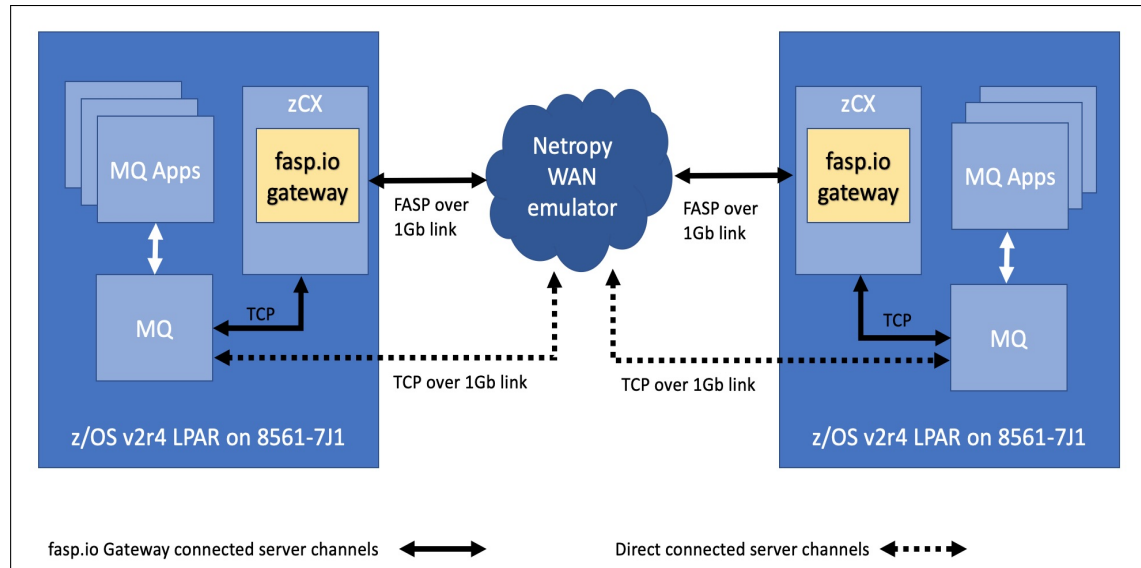 zCX
fasp.io
gateway
MQ Apps
MQ
TCP
z/OS v2r4 LPAR on 8561-7J1
FASP over
1Gb link
Netropy
WAN
emulator
FASP over
1Gb link
TCP over 1Gb link
TCP over 1Gb link
zCX
fasp.io
gateway
MQ Apps
TCP
MQ
z/OS v2r4 LPAR on 8561-7J1
fasp.io Gateway connected server channels
Direct connected server channels